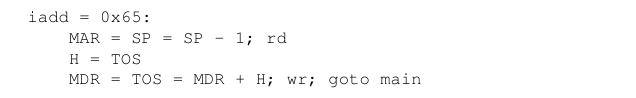 iadd = 0x65:
    MAR = SP = SP - 1; rd
    H = TOS
    MDR = TOS = MDR + H; wr; goto main